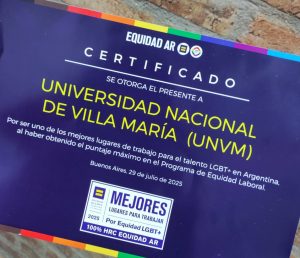 EQUIDAD AR
CERTIFICADO
SE OTORGA EL PRESENTE A
UNIVERSIDAD NACIONAL
DE VILLA MARÍA (UNVM)
Por ser uno de los mejores lugares de trabajo para el talento LGBT+ en Argentina,
al haber obtenido el puntaje máximo en el Programa de Equidad Laboral.
Buenos Aires, 29 de julio de 2025
2025
MEJORES
LUGARES PARA TRABAJAR
Por Equidad LGBT+
100% HRC EQUIDAD AR